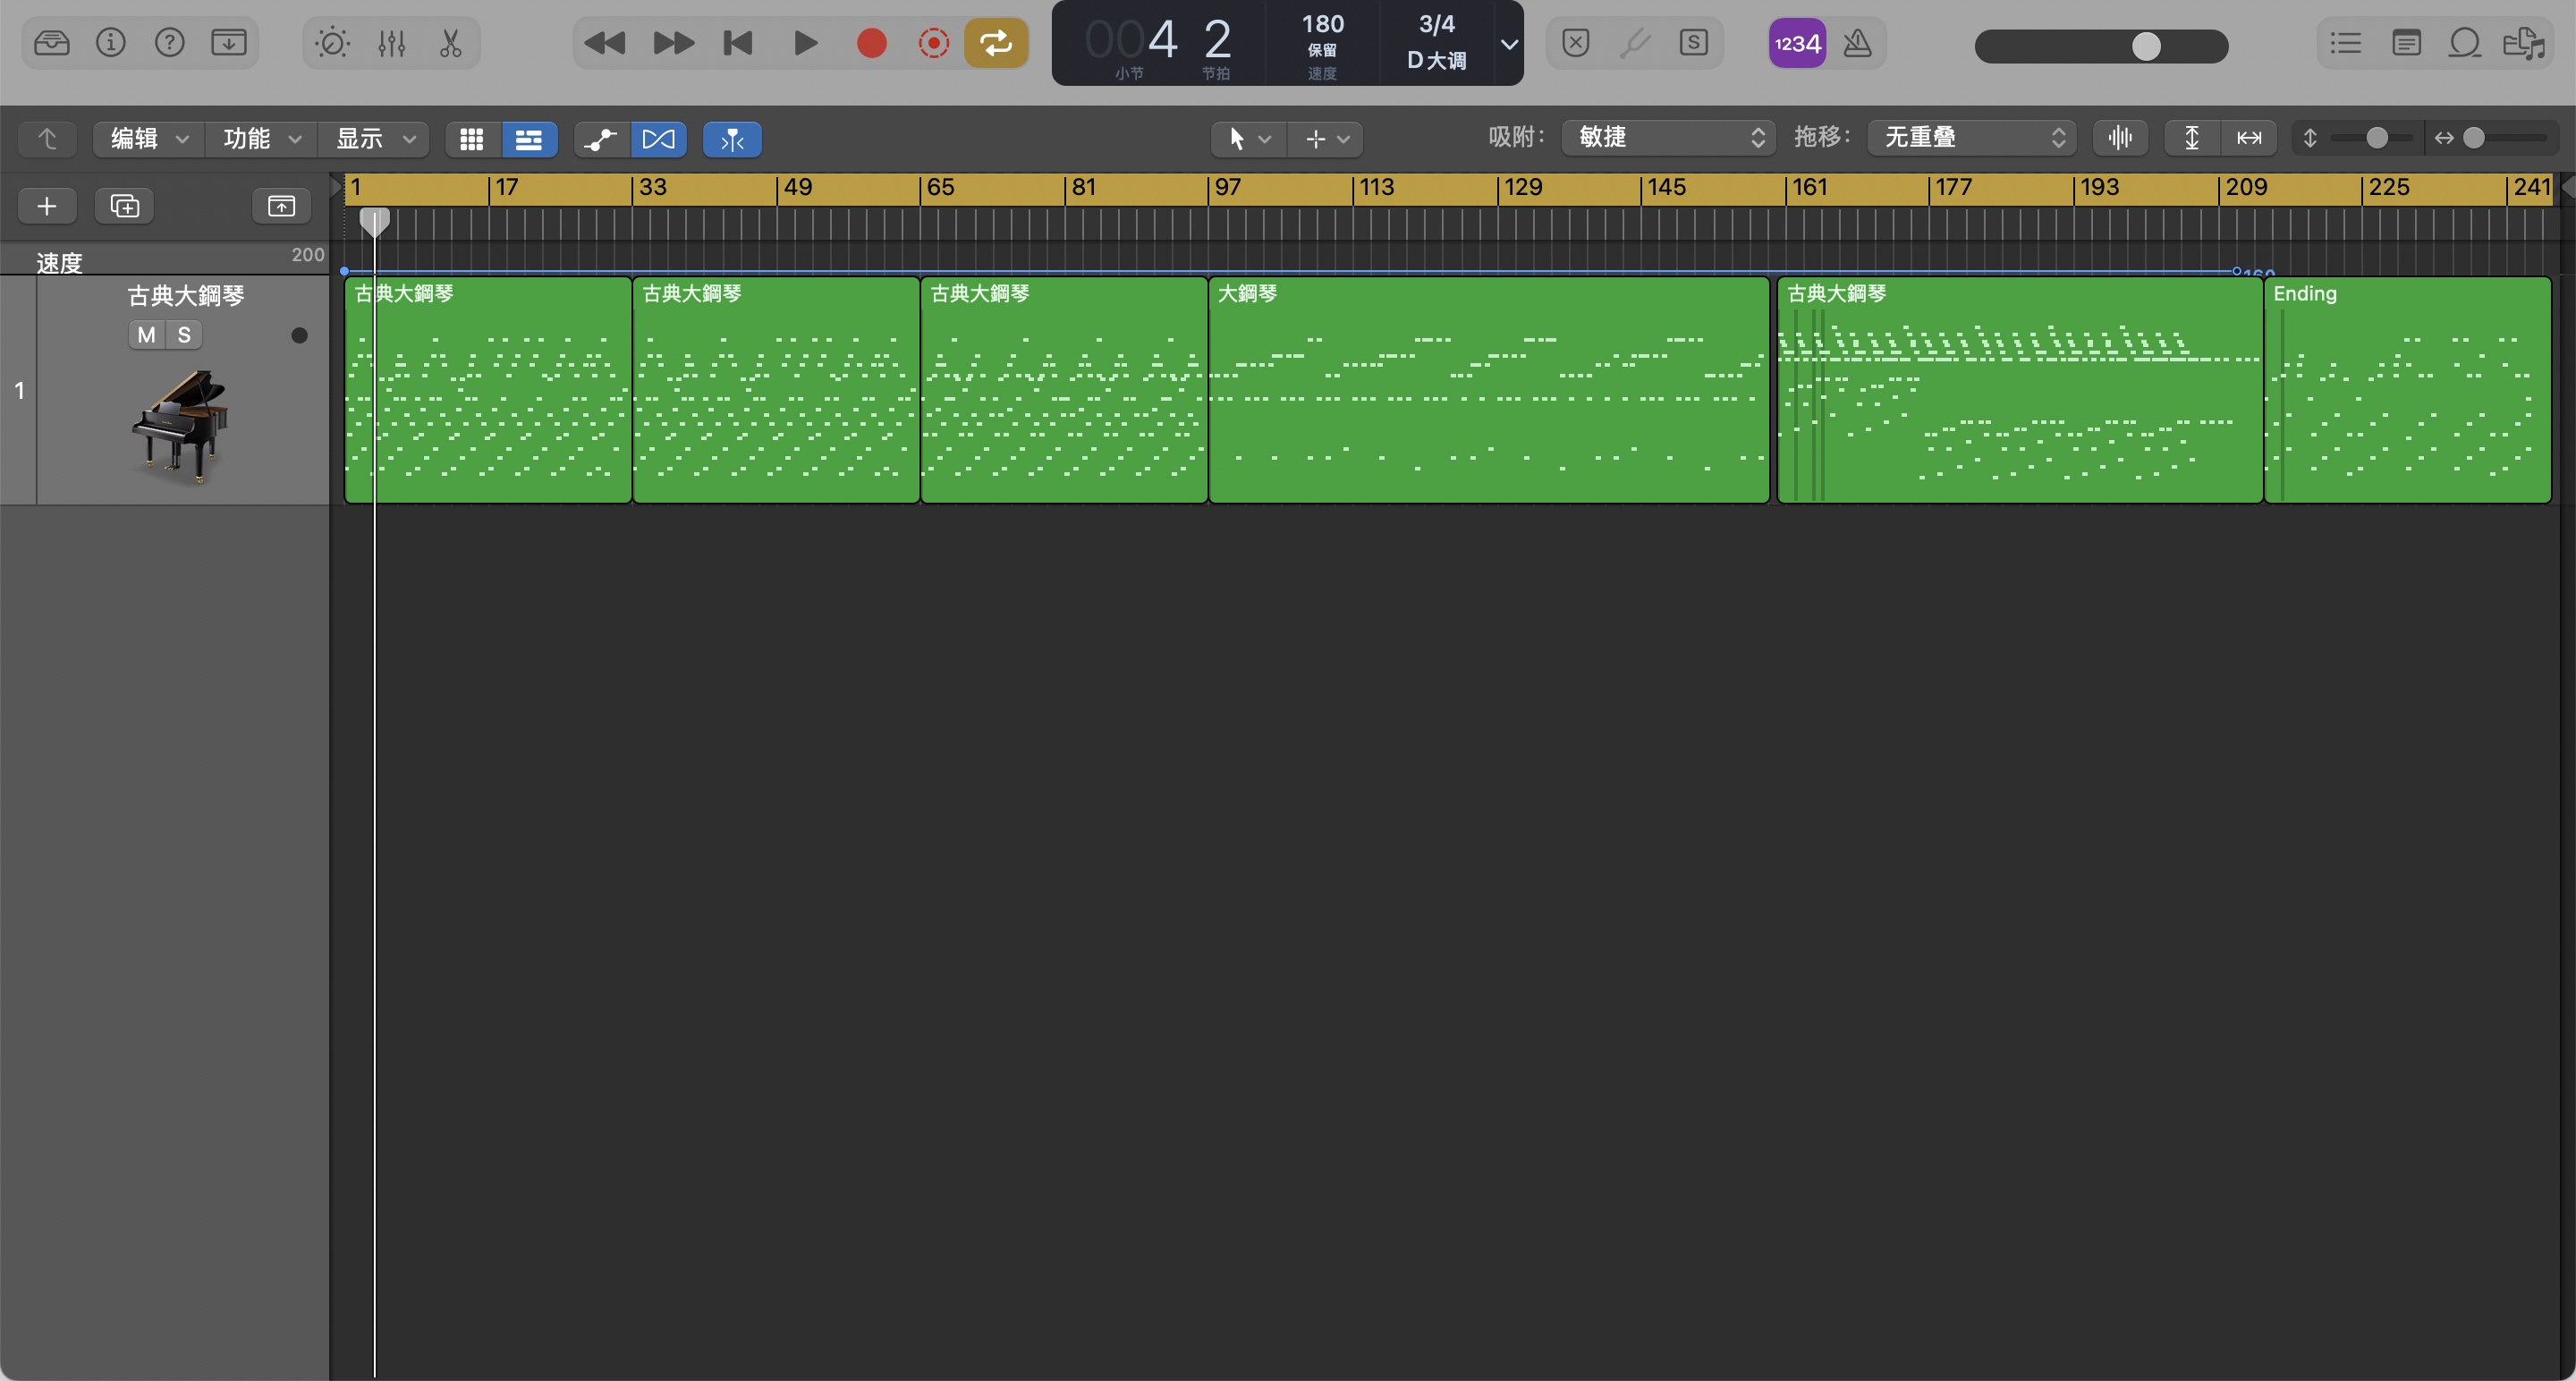 004 2
小节 节拍
180
保留
速度
3/4
D大调
S
1234
编辑 功能 显示
吸附： 敏捷
拖移： 无重叠
1 17 33 49 65 81 97 113 129 145 161 177 193 209 225 241
速度
200
古典大鋼琴
M S
1
古典大鋼琴 古典大鋼琴 古典大鋼琴 大鋼琴 古典大鋼琴 Ending